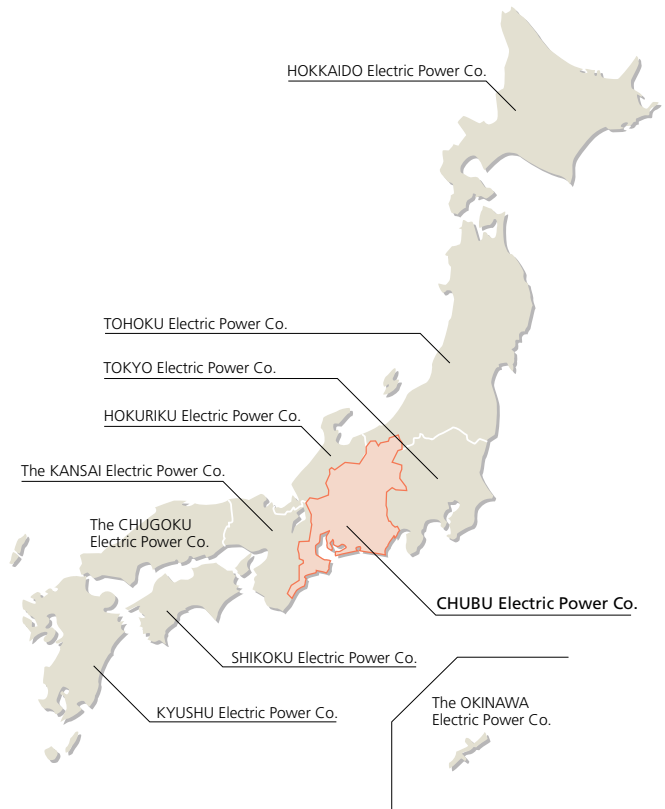 HOKKAIDO Electric Power Co.
TOHOKU Electric Power Co.
TOKYO Electric Power Co.
HOKURIKU Electric Power Co.
The KANSAI Electric Power Co.
The CHUGOKU
Electric Power Co.
CHUBU Electric Power Co.
SHIKOKU Electric Power Co.
KYUSHU Electric Power Co.
The OKINAWA
Electric Power Co.